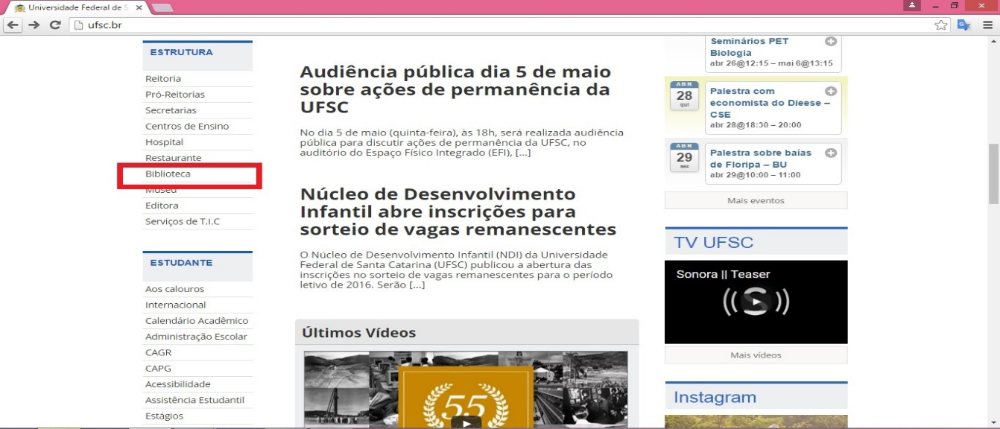 Universidade Federal de S
ufsc.br
ESTRUTURA
Reitoria
Pró-Reitorias
Secretarias
Centros de Ensino
Hospital
Restaurante
Biblioteca
Museu
Editora
Serviços de T.I.C
ESTUDANTE
Aos calouros
Internacional
Calendário Acadêmico
Administração Escolar
CAGR
CAPG
Acessibilidade
Assistência Estudantil
Estágios
Audiência pública dia 5 de maio
sobre ações de permanência da
UFSC
No dia 5 de maio (quinta-feira), às 18h, será realizada audiência
pública para discutir ações de permanência da UFSC, no
auditório do Espaço Físico Integrado (EFI), [...]
Núcleo de Desenvolvimento
Infantil abre inscrições para
sorteio de vagas remanescentes
O Núcleo de Desenvolvimento Infantil (NDI) da Universidade
Federal de Santa Catarina (UFSC) publicou a abertura das
inscrições no sorteio de vagas remanescentes para o período
letivo de 2016. Serão [...]
Últimos Vídeos
55
Seminários PET
Biologia
abr 26@12:15 – mai 6@13:15
ABR
28
qui
Palestra com
economista do Dieese –
CSE
abr 28@18:30 – 20:00
ABR
29
sex
Palestra sobre baías
de Floripa – BU
abr 29@10:00 – 11:00
Mais eventos
TV UFSC
Sonora || Teaser
((S))
Mais vídeos
Instagram